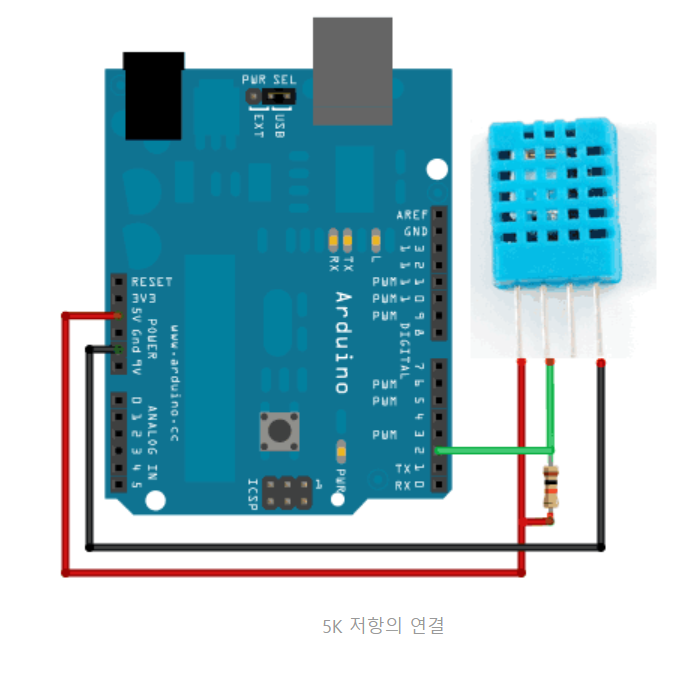 PWR SEL
EXT
USB
AREF
GND
13
12
PWM 11
PWM 10
PWM 9
8
DIGITAL
7
PWM 6
PWM 5
4
PWM 3
2
TX 1
RX 0
RX
TX
L
Arduino
PWR
ICSP
1
RESET
3V3
5V
Gnd
9V
POWER
www.arduino.cc
ANALOG IN
0
1
2
3
4
5
5K 저항의 연결